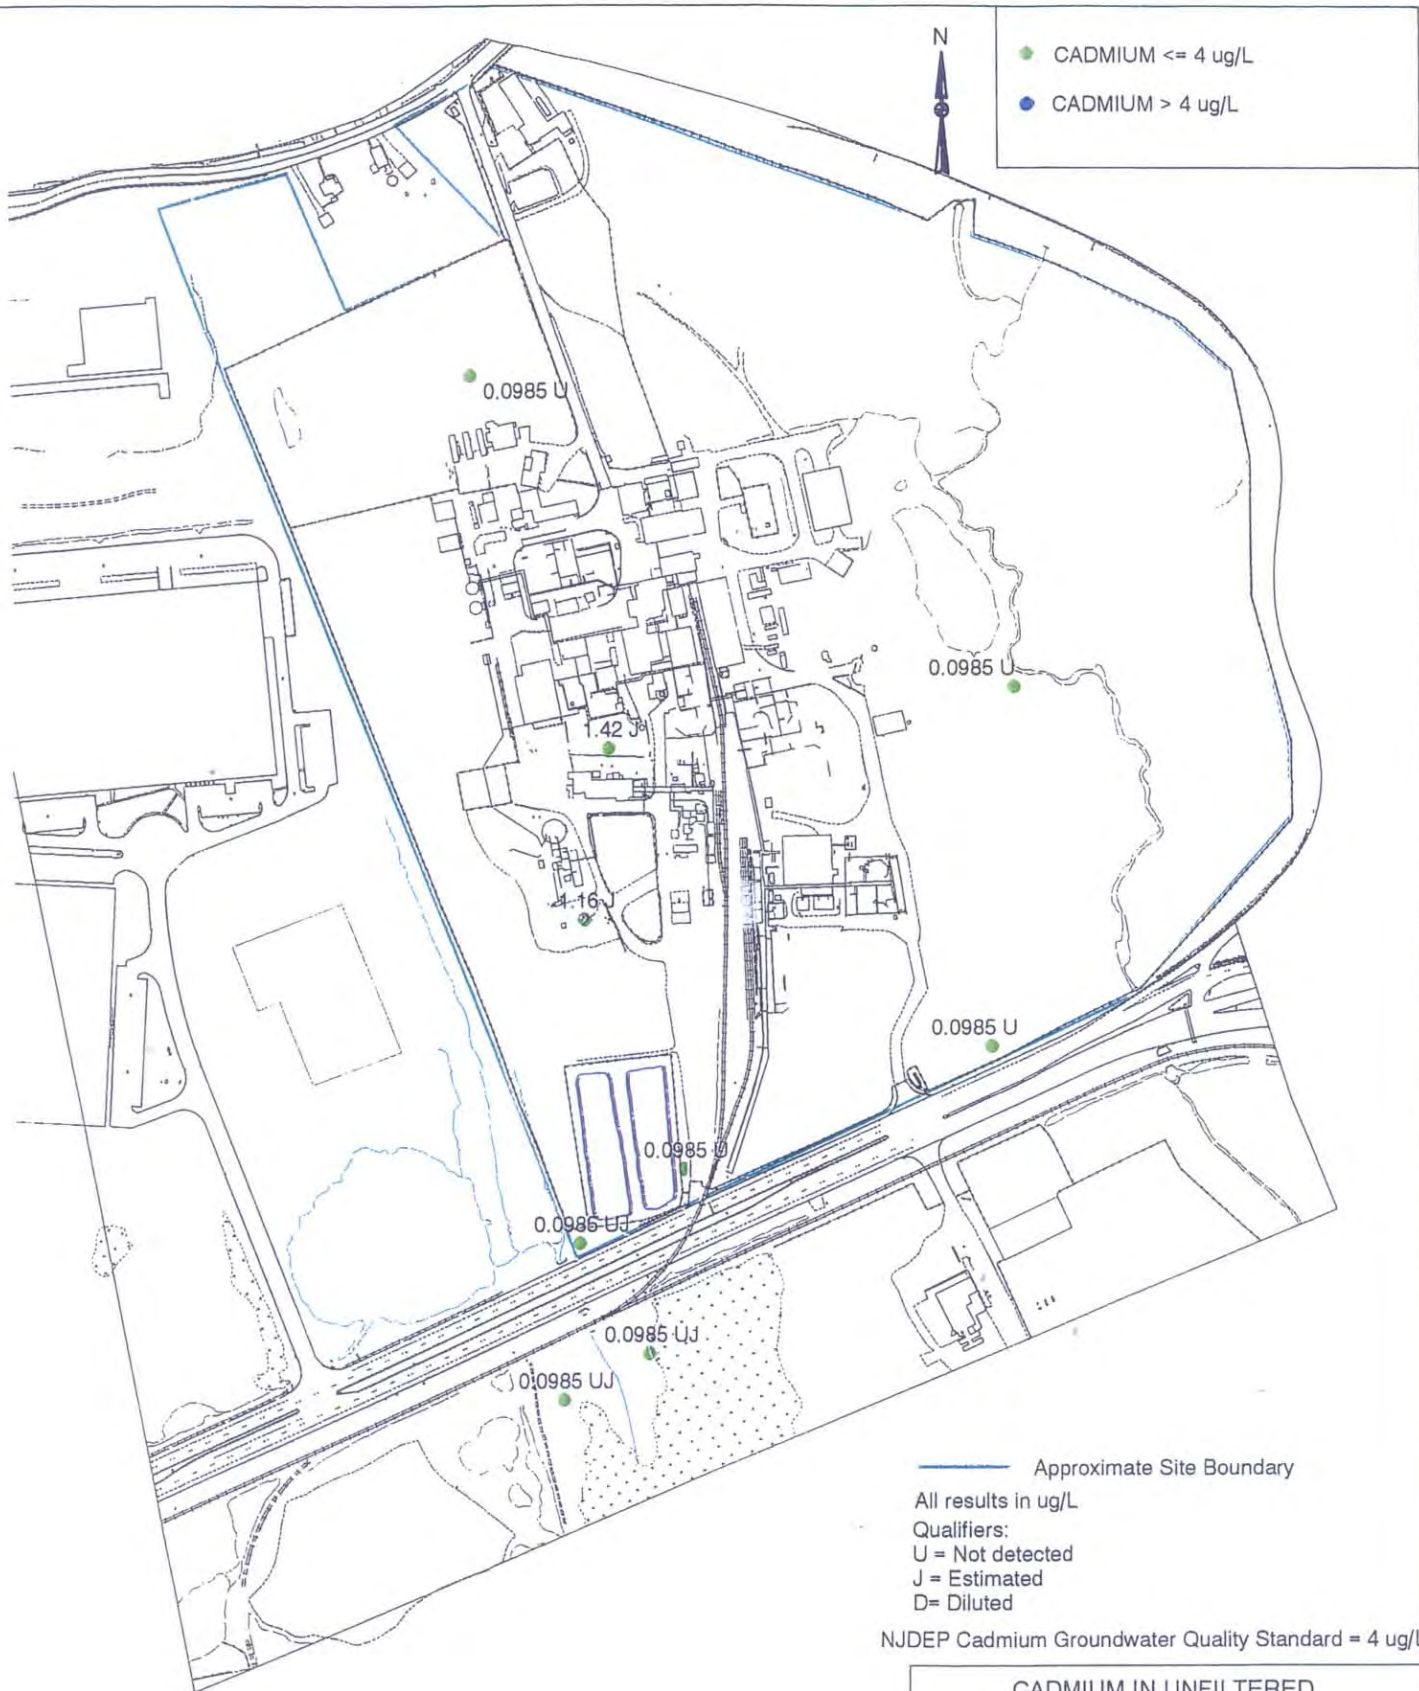 N
CADMIUM <= 4 ug/L
CADMIUM > 4 ug/L
0.0985 U
0.0985 U
1.42 J
1.16 J
0.0985 U
0.0985 U
0.0985 UJ
0.0985 UJ
0.0985 UJ
Approximate Site Boundary
All results in ug/L
Qualifiers:
U = Not detected
J = Estimated
D= Diluted
NJDEP Cadmium Groundwater Quality Standard = 4 ug/L
CADMIUM IN UNFILTERED